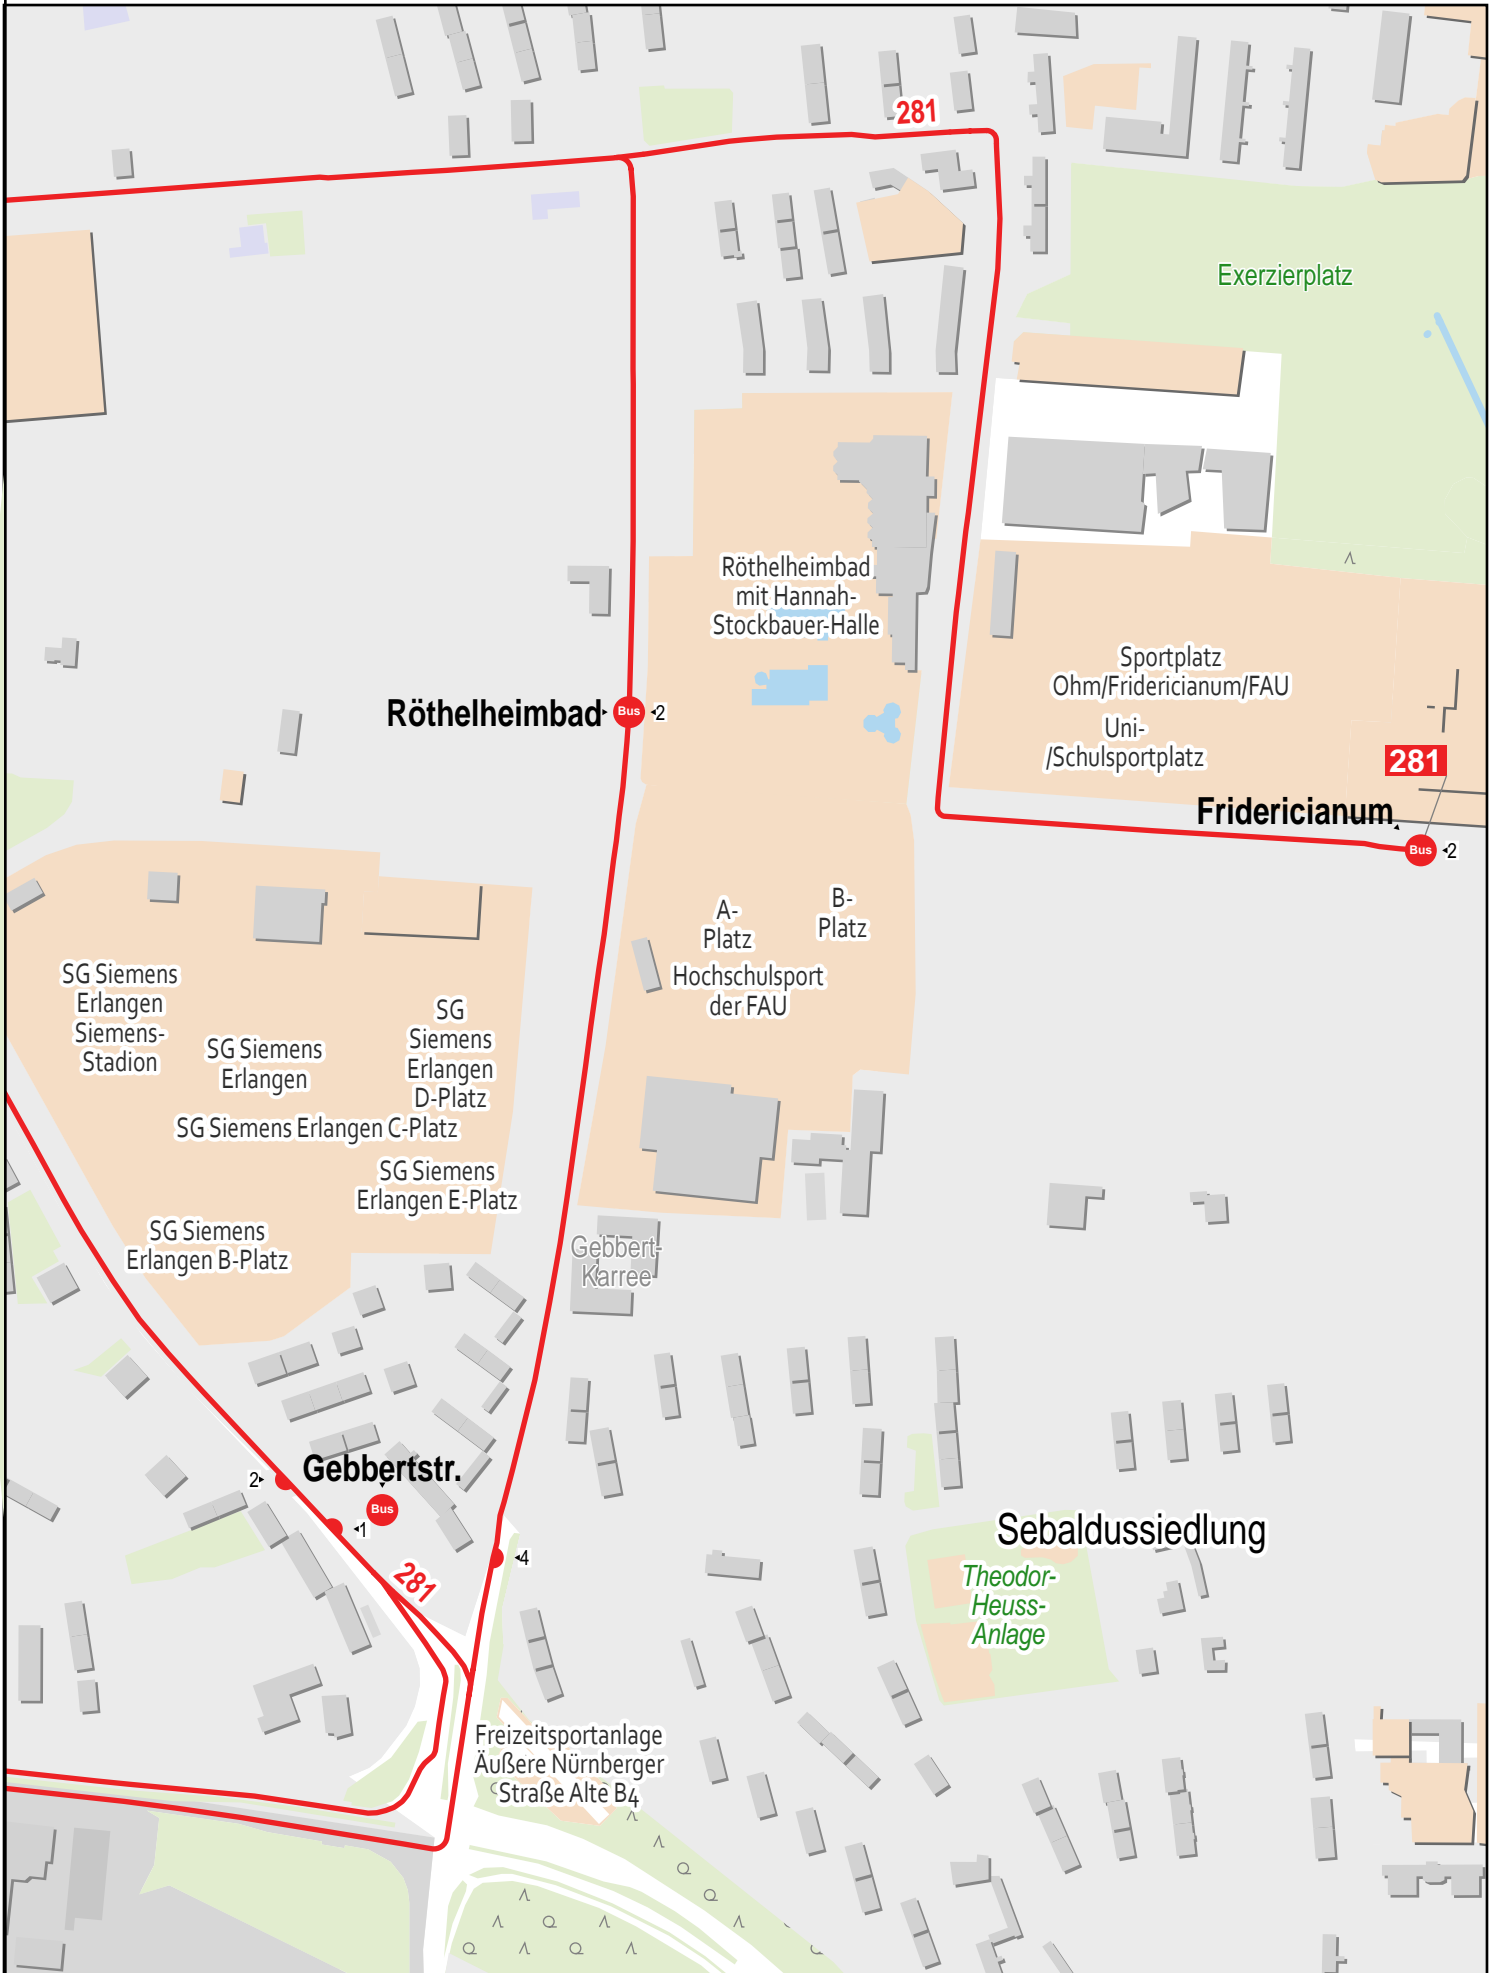 281
Exerzierplatz
Röthelheimbad
mit Hannah-
Stockbauer-Halle
Sportplatz
Ohm/Fridericianum/FAU
Uni-
/Schulsportplatz
Röthelheimbad
Bus
2
281
Fridericianum
Bus
2
A-
Platz
B-
Platz
Hochschulsport
der FAU
SG Siemens
Erlangen
Siemens-
Stadion
SG Siemens
Erlangen
SG
Siemens
Erlangen
D-Platz
SG Siemens Erlangen C-Platz
SG Siemens
Erlangen E-Platz
SG Siemens
Erlangen B-Platz
Gebbert-
Karree
Gebbertstr.
2
Bus
1
4
281
Sebaldussiedlung
Theodor-
Heuss-
Anlage
Freizeitsportanlage
Äußere Nürnberger
Straße Alte B4